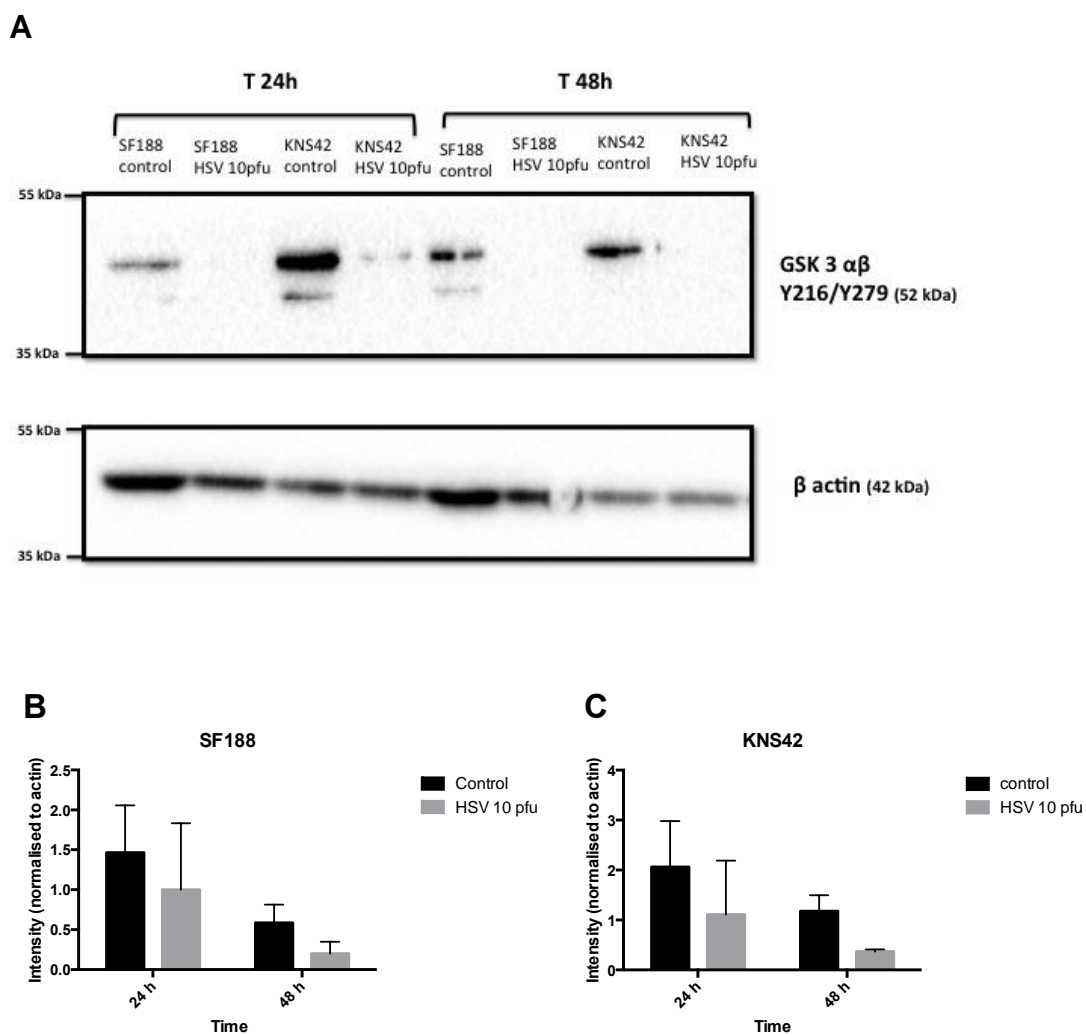 A
T 24h
T 48h
SF188
control
SF188
HSV 10pfu
KNS42
control
KNS42
HSV 10pfu
SF188
control
SF188
HSV 10pfu
KNS42
control
KNS42
HSV 10pfu
55 kDa
35 kDa
GSK 3 αβ
Y216/Y279 (52 kDa)
55 kDa
35 kDa
β actin (42 kDa)
B
SF188
Intensity (normalised to actin)
2.5
2.0
1.5
1.0
0.5
0.0
24 h
48 h
Time
Control
HSV 10 pfu
C
KNS42
Intensity (normalised to actin)
4
3
2
1
0
24 h
48 h
Time
control
HSV 10 pfu